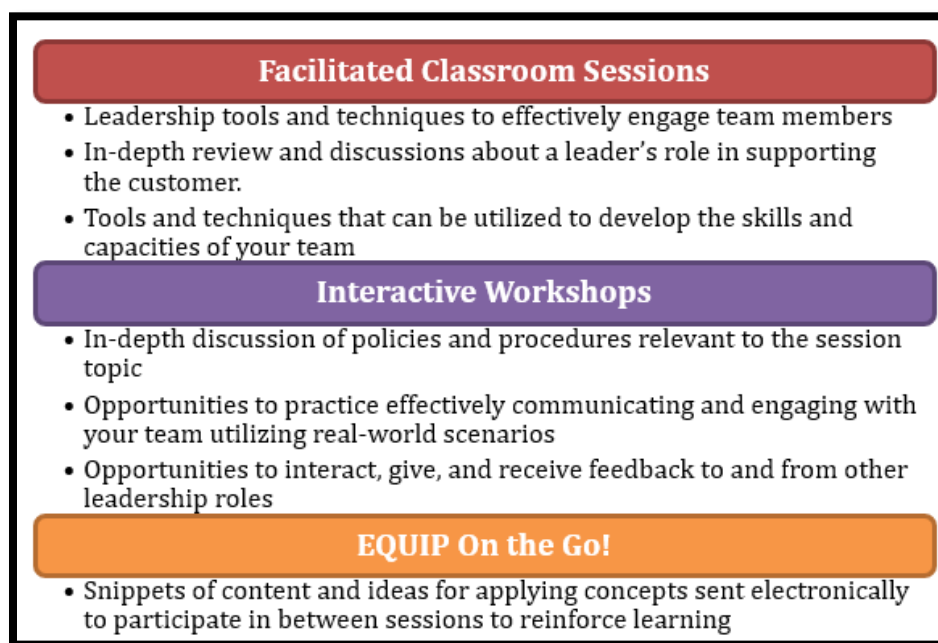 Facilitated Classroom Sessions
• Leadership tools and techniques to effectively engage team members
• In-depth review and discussions about a leader's role in supporting
the customer.
• Tools and techniques that can be utilized to develop the skills and
capacities of your team
Interactive Workshops
• In-depth discussion of policies and procedures relevant to the session
topic
• Opportunities to practice effectively communicating and engaging with
your team utilizing real-world scenarios
• Opportunities to interact, give, and receive feedback to and from other
leadership roles
EQUIP On the Go!
• Snippets of content and ideas for applying concepts sent electronically
to participate in between sessions to reinforce learning